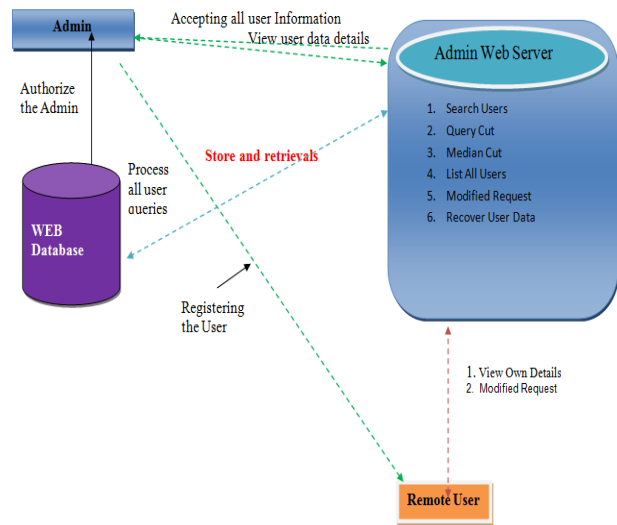 Accepting all user Information
View user data details
Admin
Admin Web Server
Authorize
the Admin
1. Search Users
2. Query Cut
3. Median Cut
4. List All Users
5. Modified Request
6. Recover User Data
Store and retrievals
Process
all user
queries
WEB
Database
Registering
the User
1. View Own Details
2. Modified Request
Remote User